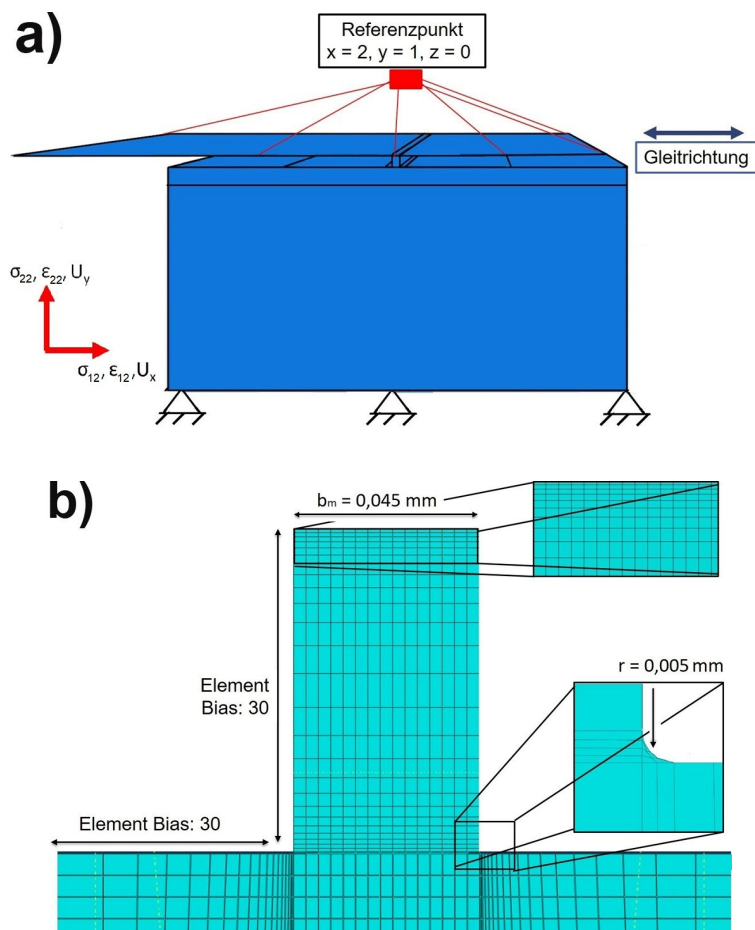 a)
Referenzpunkt
x = 2, y = 1, z = 0
Gleitrichtung
σ22, ε22, Uy
σ12, ε12, Ux
b)
bm = 0,045 mm
r = 0,005 mm
Element
Bias: 30
Element Bias: 30